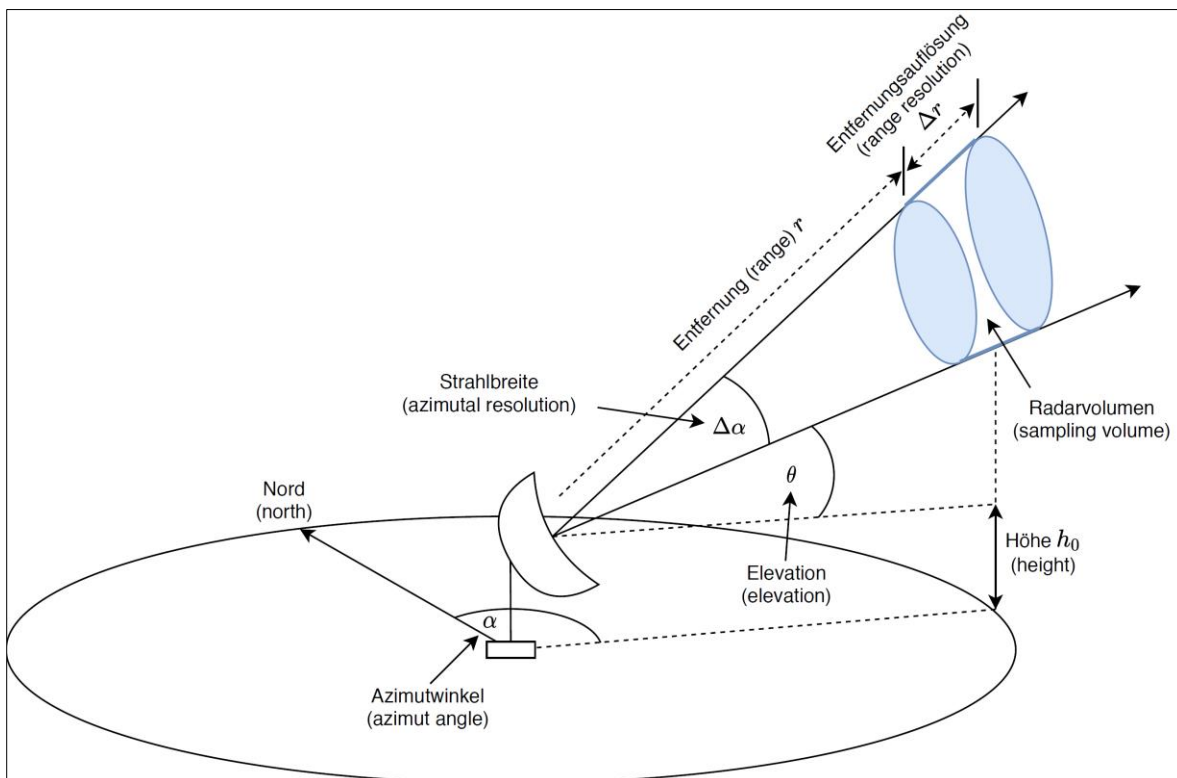 Entfernungsauflösung
(range resolution)
Δr
Entfernung (range) r
Strahlbreite
(azimutal resolution)
Δα
Radarvolumen
(sampling volume)
θ
Nord
(north)
Höhe h₀
(height)
Elevation
(elevation)
α
Azimutwinkel
(azimut angle)